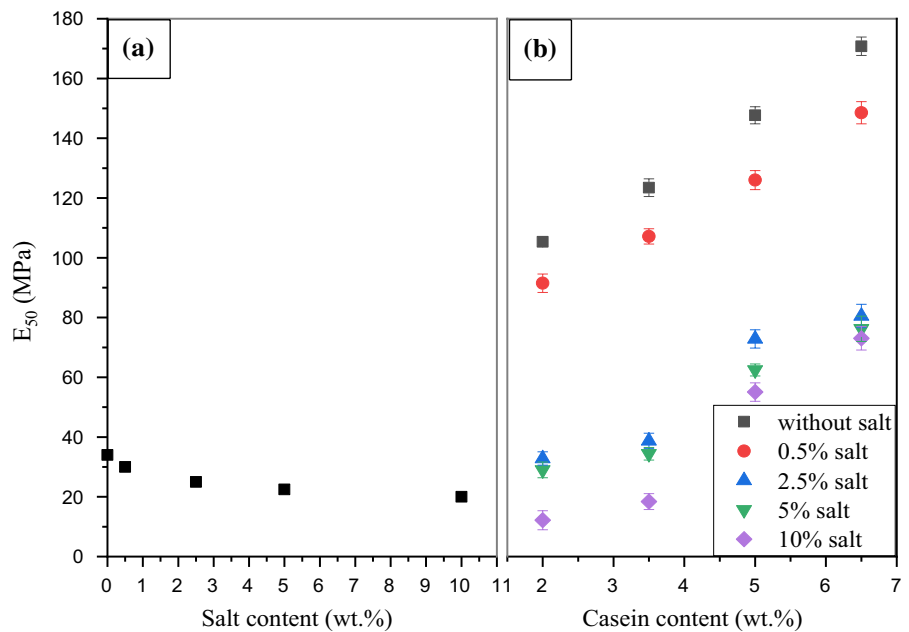 (a)
(b)
180
160
140
120
100
80
60
40
20
0
E50 (MPa)
0 1 2 3 4 5 6 7 8 9 10 11
Salt content (wt.%)
2 3 4 5 6 7
Casein content (wt.%)
without salt
0.5% salt
2.5% salt
5% salt
10% salt